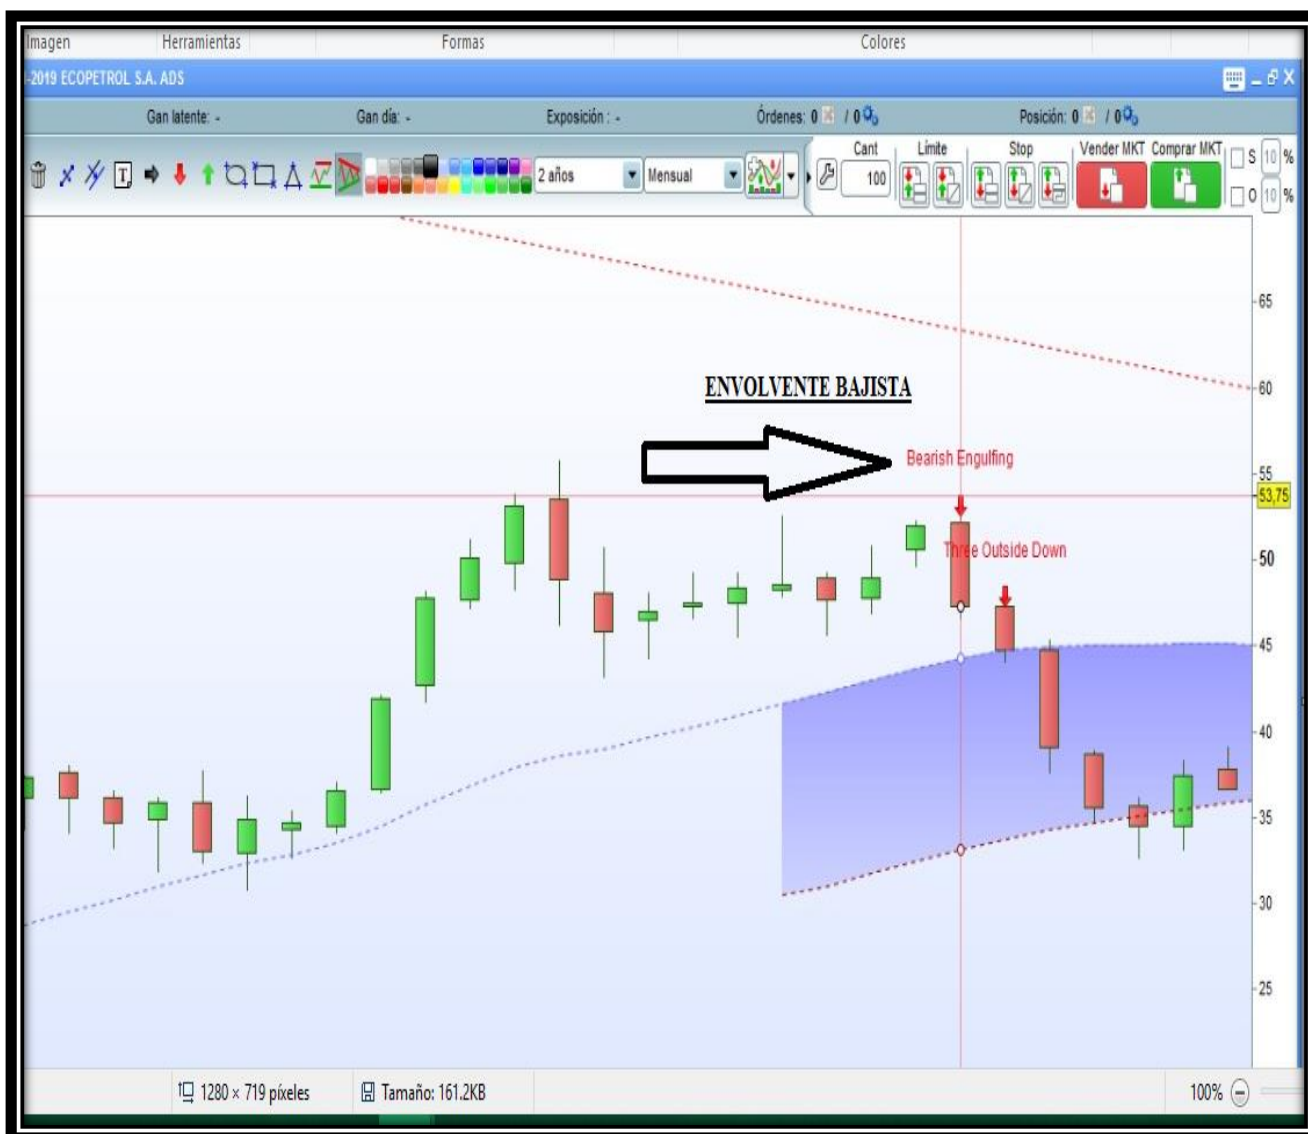 Imagen Herramientas Formas Colores
-2019 ECOPETROL S.A. ADS
Gan latente: - Gan día: - Exposición : - Órdenes: 0 / 0 Posición: 0 / 0
Cant Límite Stop Vender MKT Comprar MKT S 10 %
T 2 años Mensual 100 O 10 %
65
60
ENVOLVENTE BAJISTA
Bearish Engulfing
55
53,75
Three Outside Down
50
45
40
35
30
25
1280 × 719 píxeles Tamaño: 161.2KB 100%